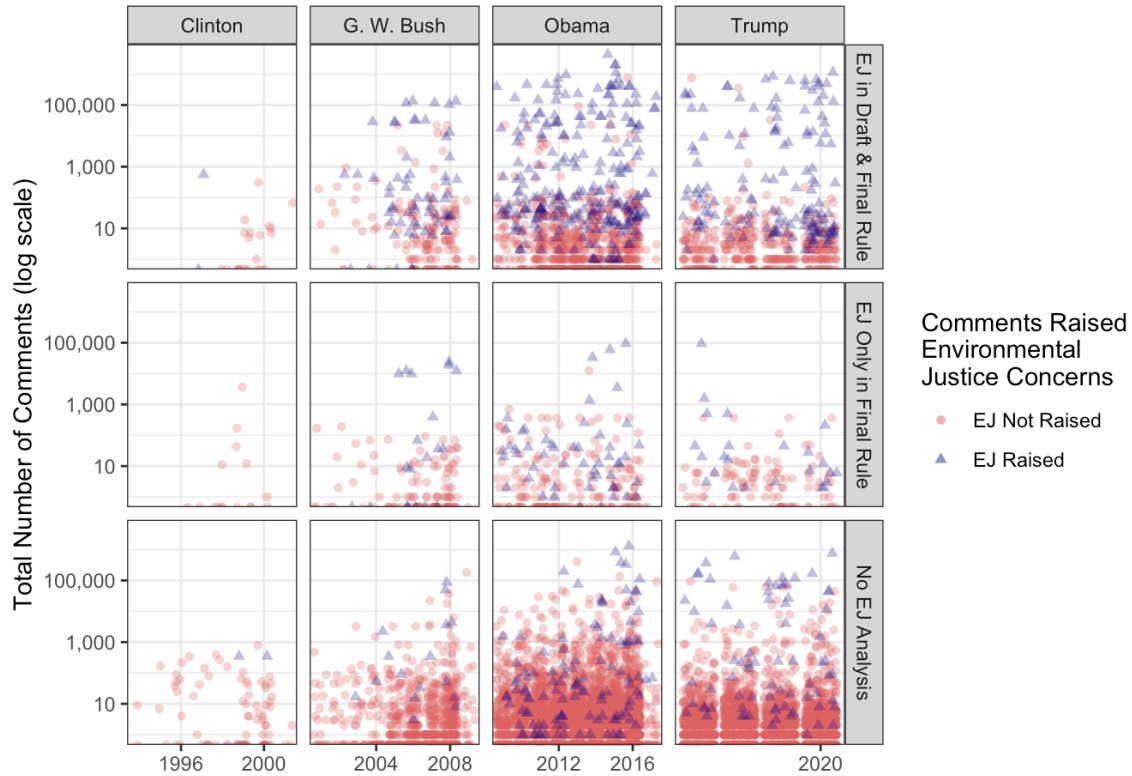 Clinton
G. W. Bush
Obama
Trump
Total Number of Comments (log scale)
100,000
1,000
10
EJ in Draft & Final Rule
100,000
1,000
10
EJ Only in Final Rule
100,000
1,000
10
No EJ Analysis
1996
2000
2004
2008
2012
2016
2020
Comments Raised
Environmental
Justice Concerns
EJ Not Raised
EJ Raised